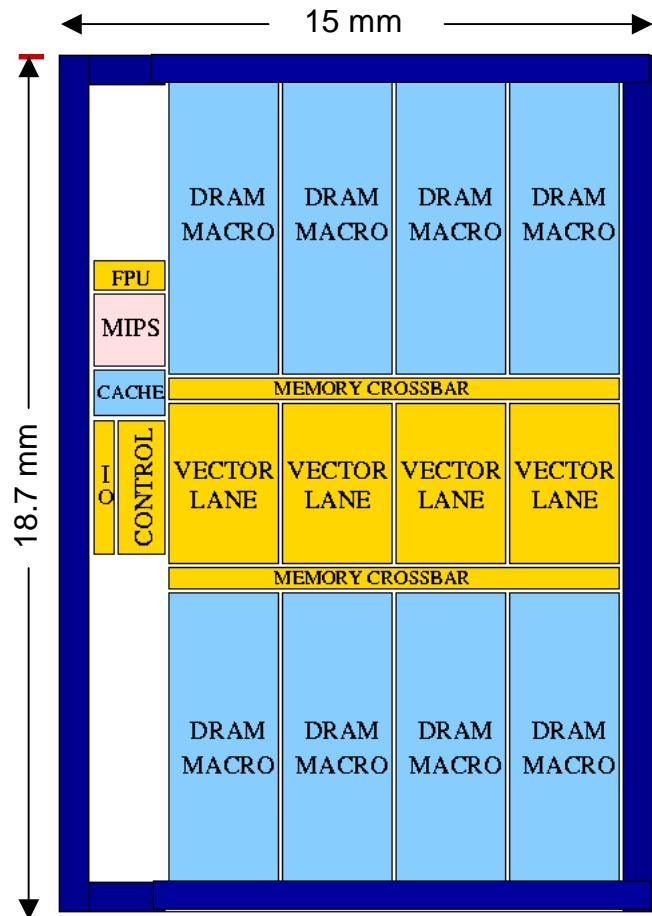 15 mm
18.7 mm
DRAM
MACRO
DRAM
MACRO
DRAM
MACRO
DRAM
MACRO
FPU
MIPS
CACHE
I
O
CONTROL
MEMORY CROSSBAR
VECTOR
LANE
VECTOR
LANE
VECTOR
LANE
VECTOR
LANE
MEMORY CROSSBAR
DRAM
MACRO
DRAM
MACRO
DRAM
MACRO
DRAM
MACRO